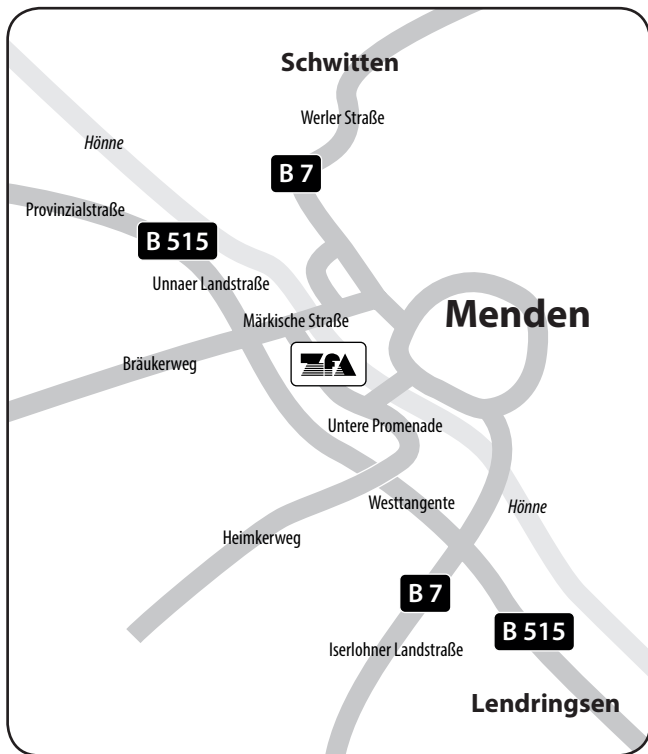 Schwitten
Werler Straße
Hönne
B 7
Provinzialstraße
B 515
Unnaer Landstraße
Menden
Märkische Straße
Bräukerweg
ZfA
Untere Promenade
Westtangente
Hönne
Heimkerweg
B 7
B 515
Iserlohner Landstraße
Lendringsen